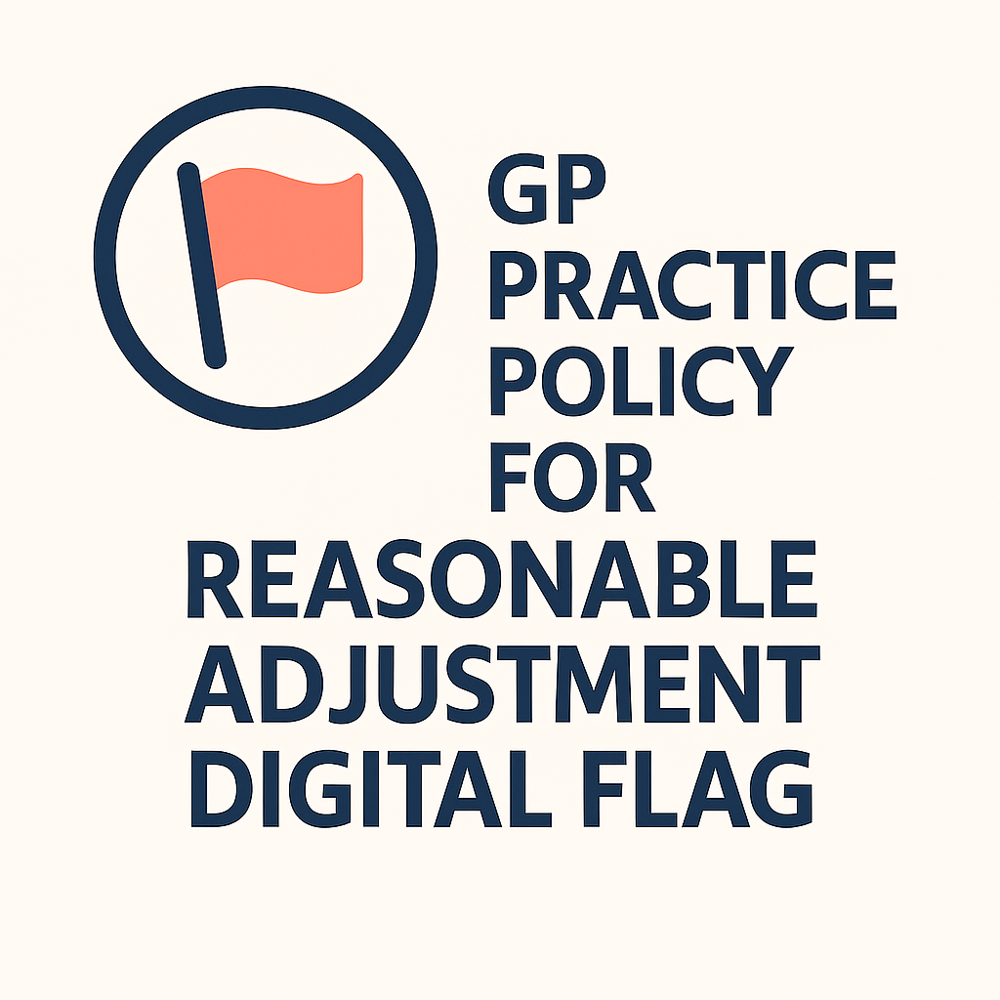 GP
PRACTICE
POLICY
FOR
REASONABLE
ADJUSTMENT
DIGITAL FLAG